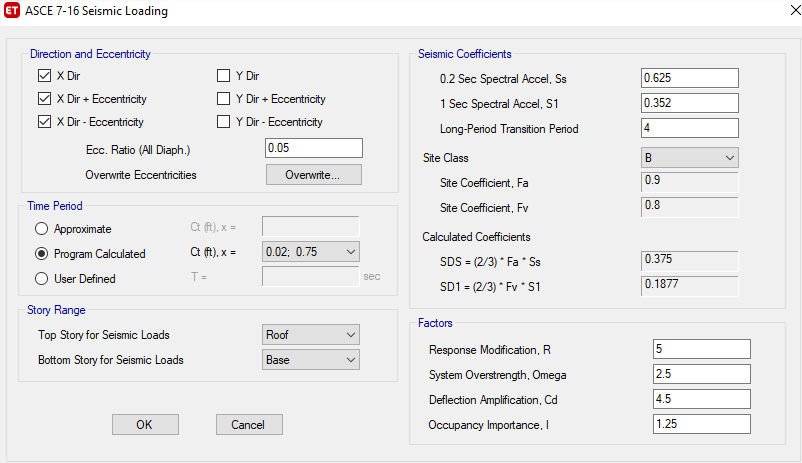 ET ASCE 7-16 Seismic Loading
Direction and Eccentricity
X Dir Y Dir
X Dir + Eccentricity Y Dir + Eccentricity
X Dir - Eccentricity Y Dir - Eccentricity
Ecc. Ratio (All Diaph.) 0.05
Overwrite Eccentricities Overwrite...
Time Period
Approximate Ct (ft), x =
Program Calculated Ct (ft), x = 0.02; 0.75
User Defined T = sec
Story Range
Top Story for Seismic Loads Roof
Bottom Story for Seismic Loads Base
OK Cancel
Seismic Coefficients
0.2 Sec Spectral Accel, Ss 0.625
1 Sec Spectral Accel, S1 0.352
Long-Period Transition Period 4
Site Class B
Site Coefficient, Fa 0.9
Site Coefficient, Fv 0.8
Calculated Coefficients
SDS = (2/3) * Fa * Ss 0.375
SD1 = (2/3) * Fv * S1 0.1877
Factors
Response Modification, R 5
System Overstrength, Omega 2.5
Deflection Amplification, Cd 4.5
Occupancy Importance, I 1.25